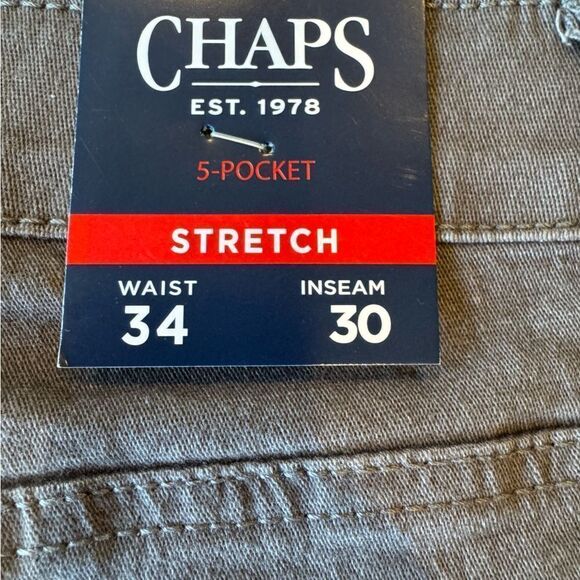 CHAPS
EST. 1978
5-POCKET
STRETCH
WAIST INSEAM
34 30